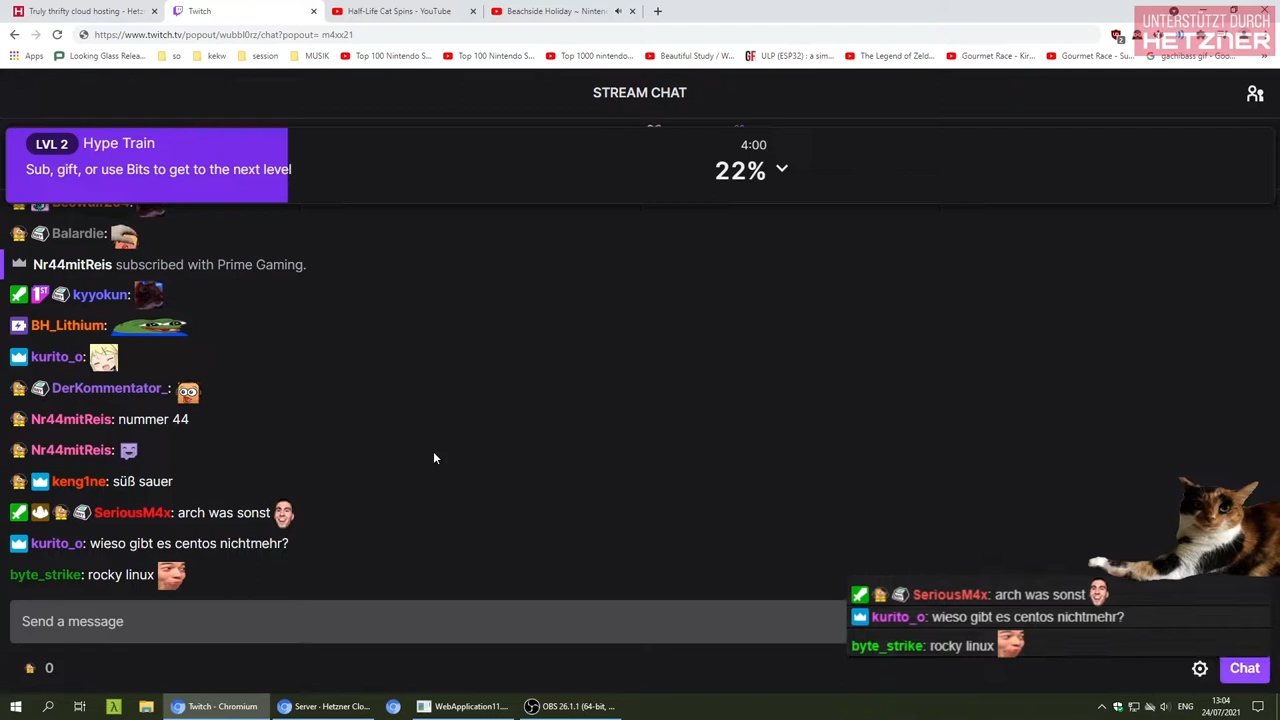 Truly thrifty cloud hosting - Hetz
Twitch
Half-Life Cat Spins - YouTube
Beachside Holiday ~ Ninten
UNTERSTÜTZT DURCH
HETZNER
https://www.twitch.tv/popout/wubbl0rz/chat?popout= m4xx21
Apps
Looking Glass Relea...
so
kekw
session
MUSIK
Top 100 Nintendo S...
Top 100 Nintendo S...
Top 1000 nintendo...
Beautiful Study / W...
ULP (ESP32) : a sim...
The Legend of Zeld...
Gourmet Race - Kir...
Gourmet Race - Su...
gachibass gif - Goo...
STREAM CHAT
LVL 2 Hype Train
Sub, gift, or use Bits to get to the next level
4:00
22%
Balardie:
Nr44mitReis subscribed with Prime Gaming.
1ST kyyokun:
BH_Lithium:
kurito_o:
DerKommentator_:
Nr44mitReis: nummer 44
Nr44mitReis:
keng1ne: süß sauer
SeriousM4x: arch was sonst
kurito_o: wieso gibt es centos nichtmehr?
byte_strike: rocky linux
SeriousM4x: arch was sonst
kurito_o: wieso gibt es centos nichtmehr?
byte_strike: rocky linux
Send a message
0
Chat
Twitch - Chromium
Server · Hetzner Clo...
WebApplication11...
OBS 26.1.1 (64-bit, ...
ENG
13:04
24/07/2021